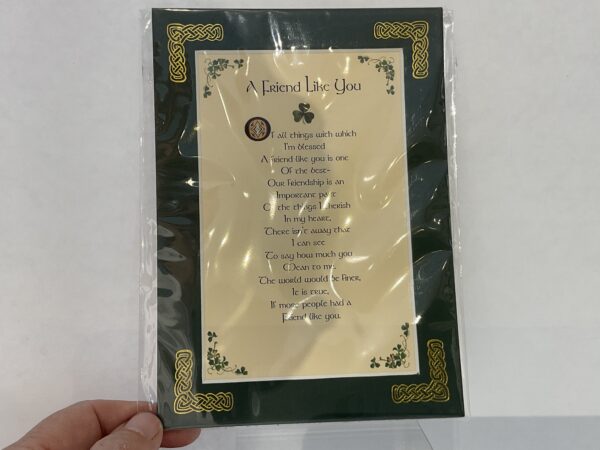 A Friend Like You
Of all things with which
I'm blessed
A friend like you is one
Of the best-
Our friendship is an
Important part
Of the things I cherish
In my heart,
There isn't away that
I can see
To say how much you
Mean to me
The world would be finer,
It is true,
If more people had a
Friend like you.